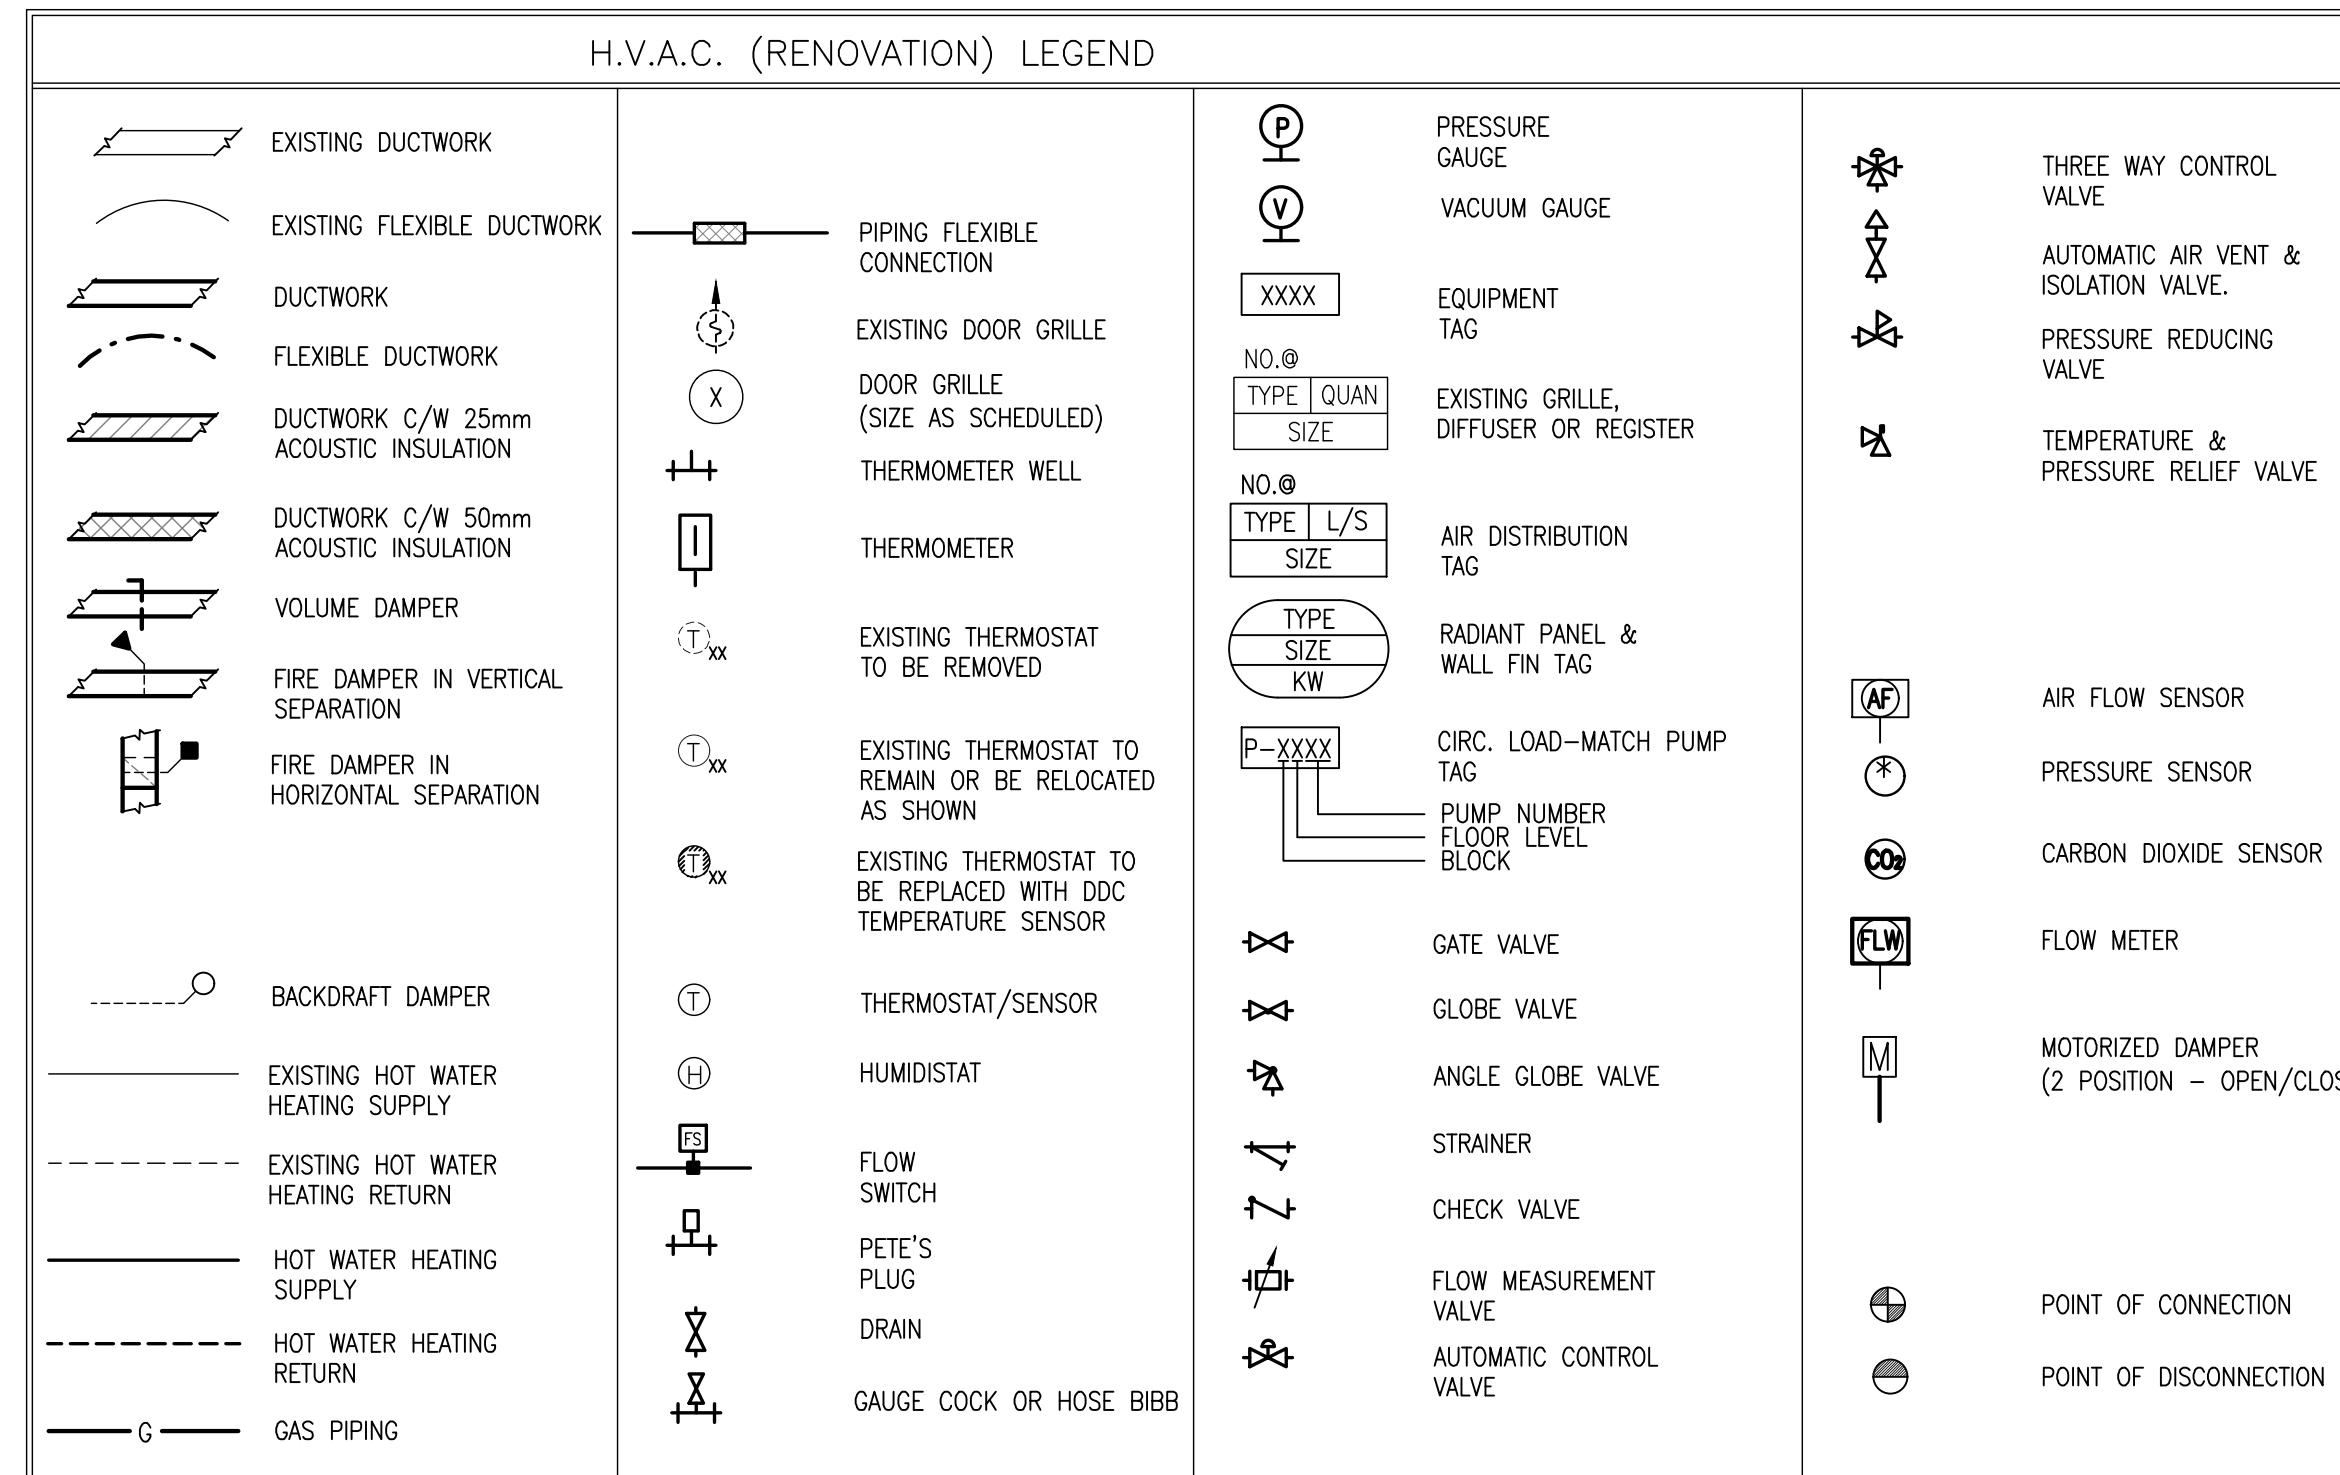 H.V.A.C. (RENOVATION) LEGEND
EXISTING DUCTWORK
EXISTING FLEXIBLE DUCTWORK
DUCTWORK
FLEXIBLE DUCTWORK
DUCTWORK C/W 25mm
ACOUSTIC INSULATION
DUCTWORK C/W 50mm
ACOUSTIC INSULATION
VOLUME DAMPER
FIRE DAMPER IN VERTICAL
SEPARATION
FIRE DAMPER IN
HORIZONTAL SEPARATION
BACKDRAFT DAMPER
EXISTING HOT WATER
HEATING SUPPLY
EXISTING HOT WATER
HEATING RETURN
HOT WATER HEATING
SUPPLY
HOT WATER HEATING
RETURN
G
GAS PIPING
PIPING FLEXIBLE
CONNECTION
EXISTING DOOR GRILLE
X
DOOR GRILLE
(SIZE AS SCHEDULED)
THERMOMETER WELL
THERMOMETER
T XX
EXISTING THERMOSTAT
TO BE REMOVED
T XX
EXISTING THERMOSTAT TO
REMAIN OR BE RELOCATED
AS SHOWN
T XX
EXISTING THERMOSTAT TO
BE REPLACED WITH DDC
TEMPERATURE SENSOR
T
THERMOSTAT/SENSOR
H
HUMIDISTAT
FS
FLOW
SWITCH
PETE'S
PLUG
DRAIN
GAUGE COCK OR HOSE BIBB
P
PRESSURE
GAUGE
V
VACUUM GAUGE
XXXX
EQUIPMENT
TAG
NO.@
TYPE QUAN
SIZE
EXISTING GRILLE,
DIFFUSER OR REGISTER
NO.@
TYPE L/S
SIZE
AIR DISTRIBUTION
TAG
TYPE
SIZE
KW
RADIANT PANEL &
WALL FIN TAG
P-XXXX
CIRC. LOAD-MATCH PUMP
TAG
PUMP NUMBER
FLOOR LEVEL
BLOCK
GATE VALVE
GLOBE VALVE
ANGLE GLOBE VALVE
STRAINER
CHECK VALVE
FLOW MEASUREMENT
VALVE
AUTOMATIC CONTROL
VALVE
THREE WAY CONTROL
VALVE
AUTOMATIC AIR VENT &
ISOLATION VALVE.
PRESSURE REDUCING
VALVE
TEMPERATURE &
PRESSURE RELIEF VALVE
AF
AIR FLOW SENSOR
*
PRESSURE SENSOR
CO2
CARBON DIOXIDE SENSOR
FLW
FLOW METER
M
MOTORIZED DAMPER
(2 POSITION - OPEN/
POINT OF CONNECTION
POINT OF DISCONNECTION